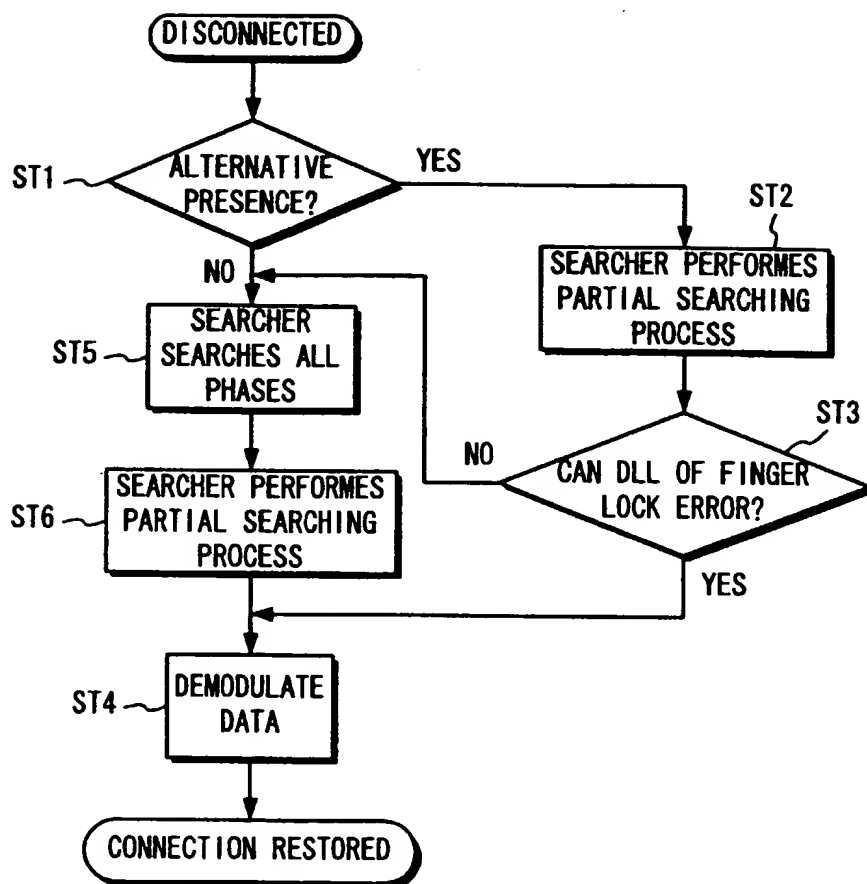 DISCONNECTED
ST1
ALTERNATIVE
PRESENCE?
YES
ST2
SEARCHER PERFORMES
PARTIAL SEARCHING
PROCESS
NO
ST5
SEARCHER
SEARCHES ALL
PHASES
ST3
CAN DLL OF FINGER
LOCK ERROR?
NO
YES
ST6
SEARCHER PERFORMES
PARTIAL SEARCHING
PROCESS
ST4
DEMODULATE
DATA
CONNECTION RESTORED